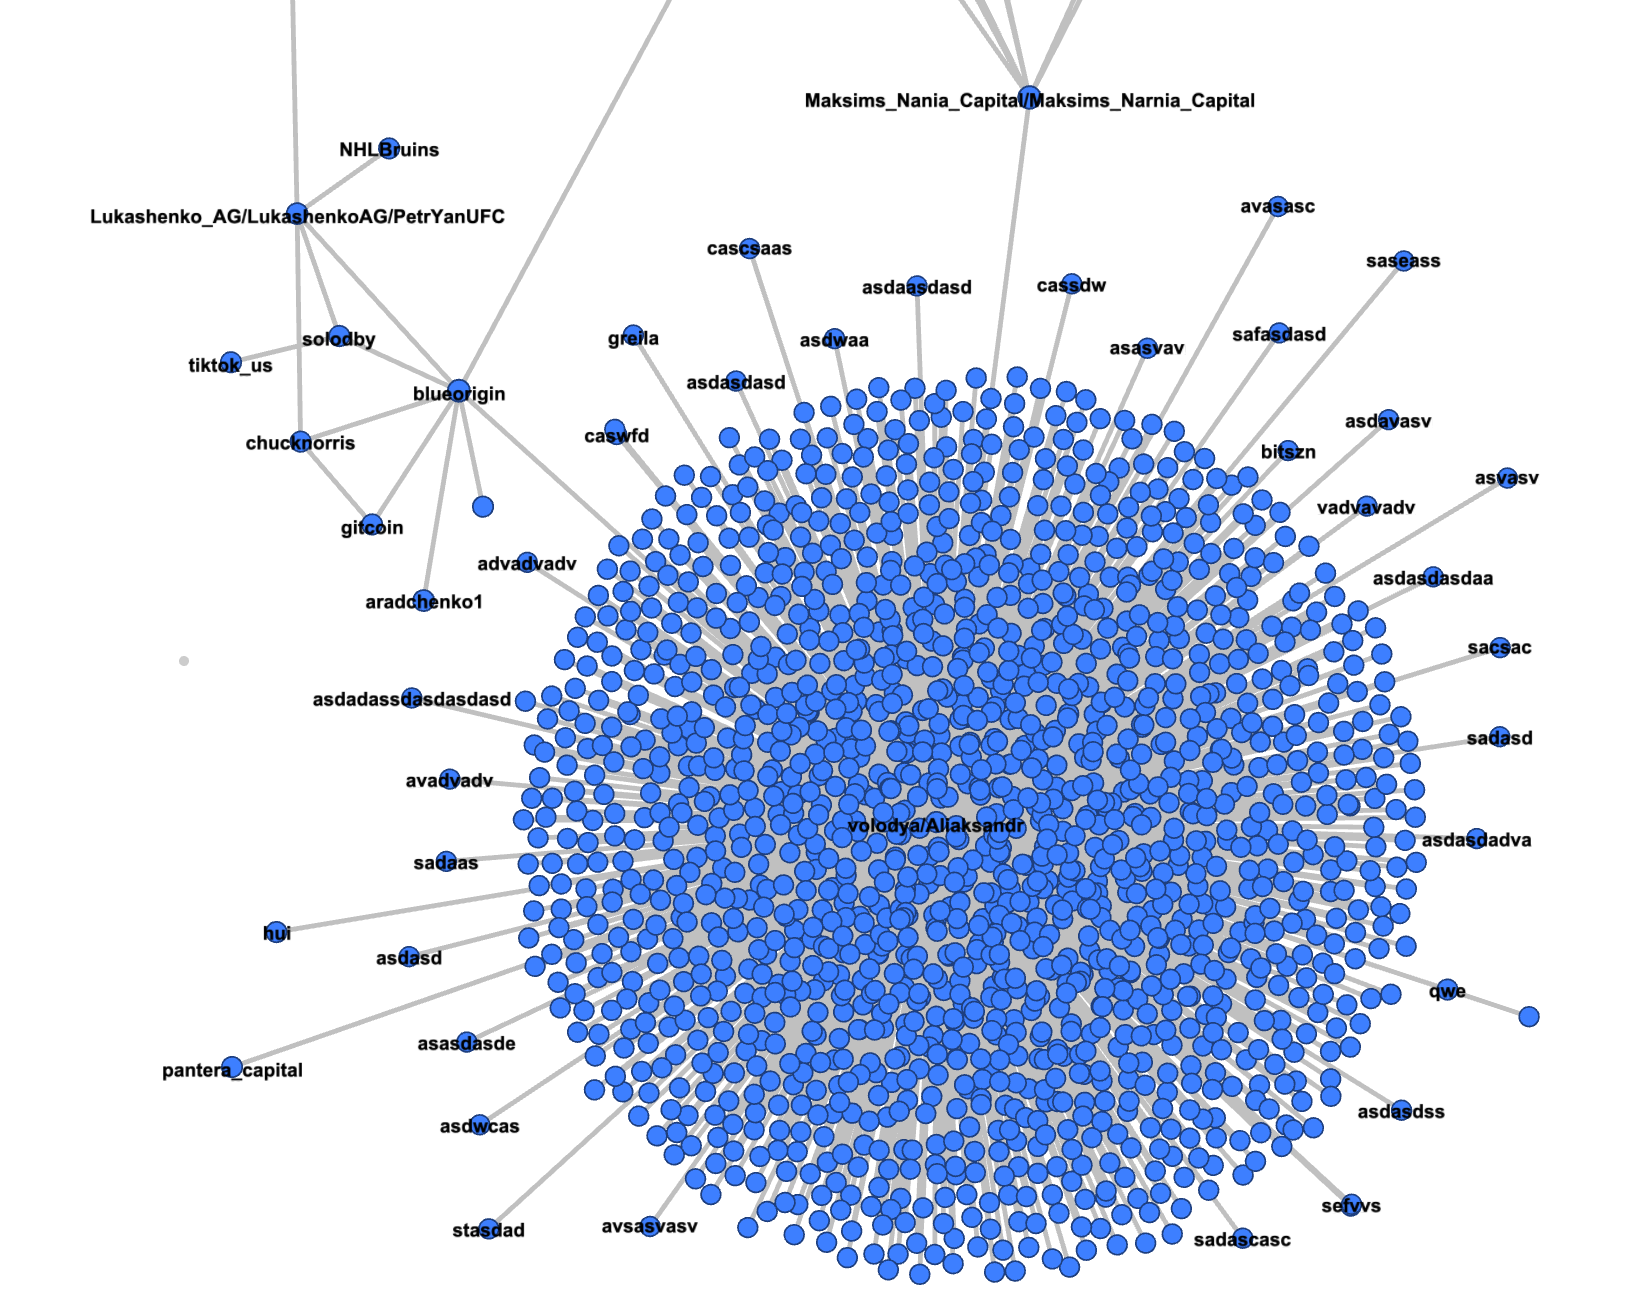 Maksims_Nania_Capital/Maksims_Narnia_Capital
NHLBruins
Lukashenko_AG/LukashenkoAG/PetrYanUFC
avasasc
cascsaas
saseass
asdaasdasd
cassdw
solodby
greila
asdwaa
safasdasd
asasvav
tiktok_us
asdasdasd
blueorigin
asdavasv
caswfd
chucknorris
bitszn
asvasv
vadvavadv
gitcoin
advadvadv
asdasdasdaa
aradchenko1
sacsac
asdadassdasdasdasd
sadasd
avadvadv
volodya/Aliaksandr
asdasdadva
sadaas
hui
asdasd
qwe
asasdasde
pantera_capital
asdasdss
asdwcas
sefvvs
avsasvasv
stasdad
sadascasc